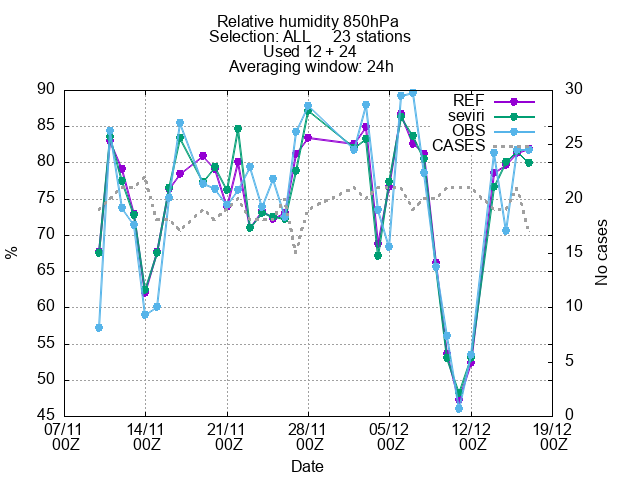 Relative humidity 850hPa
Selection: ALL 23 stations
Used 12 + 24
Averaging window: 24h
90 30
REF
85 seviri
OBS 25
CASES
80
75 20
70
% 65 15 No cases
60 10
55
50 5
45 0
07/11 14/11 21/11 28/11 05/12 12/12 19/12
00Z 00Z 00Z 00Z 00Z 00Z 00Z
Date